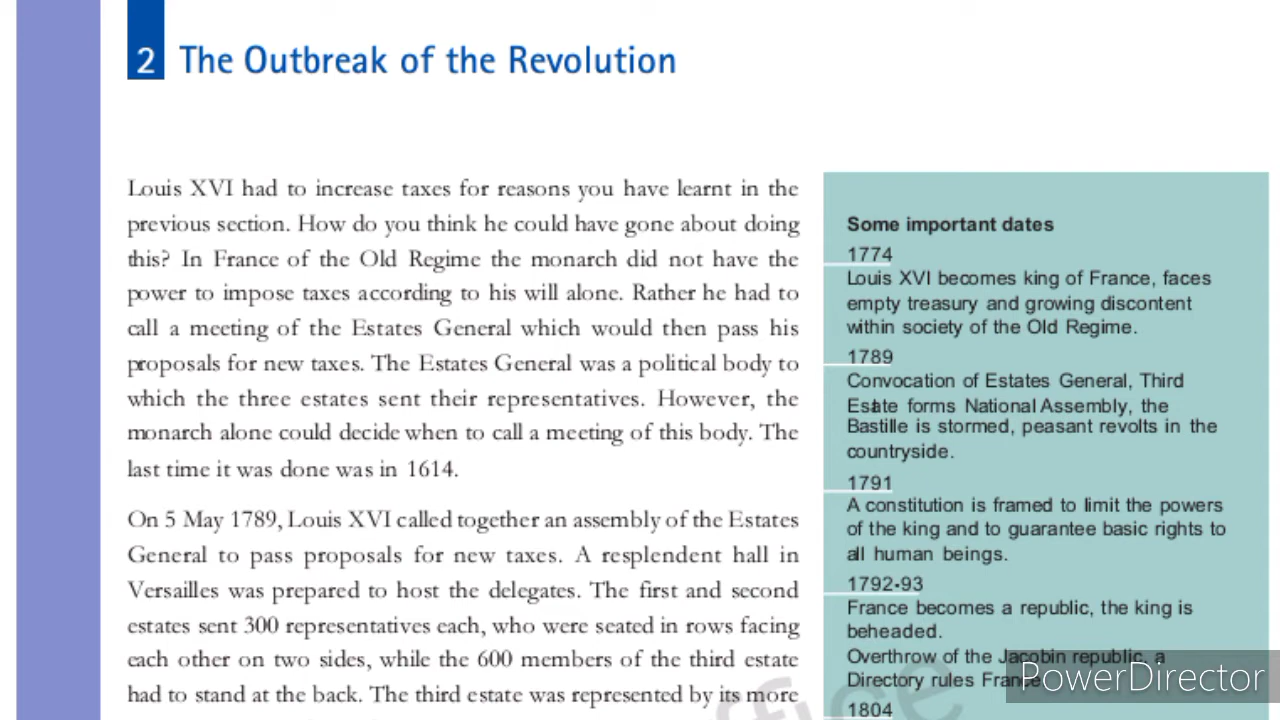 2 The Outbreak of the Revolution
Louis XVI had to increase taxes for reasons you have learnt in the
previous section. How do you think he could have gone about doing
this? In France of the Old Regime the monarch did not have the
power to impose taxes according to his will alone. Rather he had to
call a meeting of the Estates General which would then pass his
proposals for new taxes. The Estates General was a political body to
which the three estates sent their representatives. However, the
monarch alone could decide when to call a meeting of this body. The
last time it was done was in 1614.
On 5 May 1789, Louis XVI called together an assembly of the Estates
General to pass proposals for new taxes. A resplendent hall in
Versailles was prepared to host the delegates. The first and second
estates sent 300 representatives each, who were seated in rows facing
each other on two sides, while the 600 members of the third estate
had to stand at the back. The third estate was represented by its more
Some important dates
1774
Louis XVI becomes king of France, faces
empty treasury and growing discontent
within society of the Old Regime.
1789
Convocation of Estates General, Third
Estate forms National Assembly, the
Bastille is stormed, peasant revolts in the
countryside.
1791
A constitution is framed to limit the powers
of the king and to guarantee basic rights to
all human beings.
1792-93
France becomes a republic, the king is
beheaded.
Overthrow of the Jacobin republic, a
Directory rules France
1804
PowerDirector